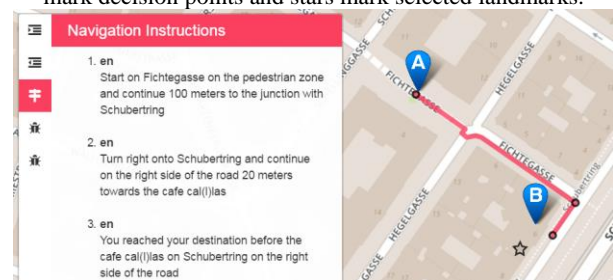 mark decision points and stars mark selected landmarks.
Navigation Instructions
1. en
Start on Fichtegasse on the pedestrian zone
and continue 100 meters to the junction with
Schubertring
2. en
Turn right onto Schubertring and continue
on the right side of the road 20 meters
towards the cafe cal(l)las
3. en
You reached your destination before the
cafe cal(l)las on Schubertring on the right
side of the road
A
FICHTEGASSE
HEGELGASSE
FICHTEGASSE
Schubertring
B
HEGELGASSE